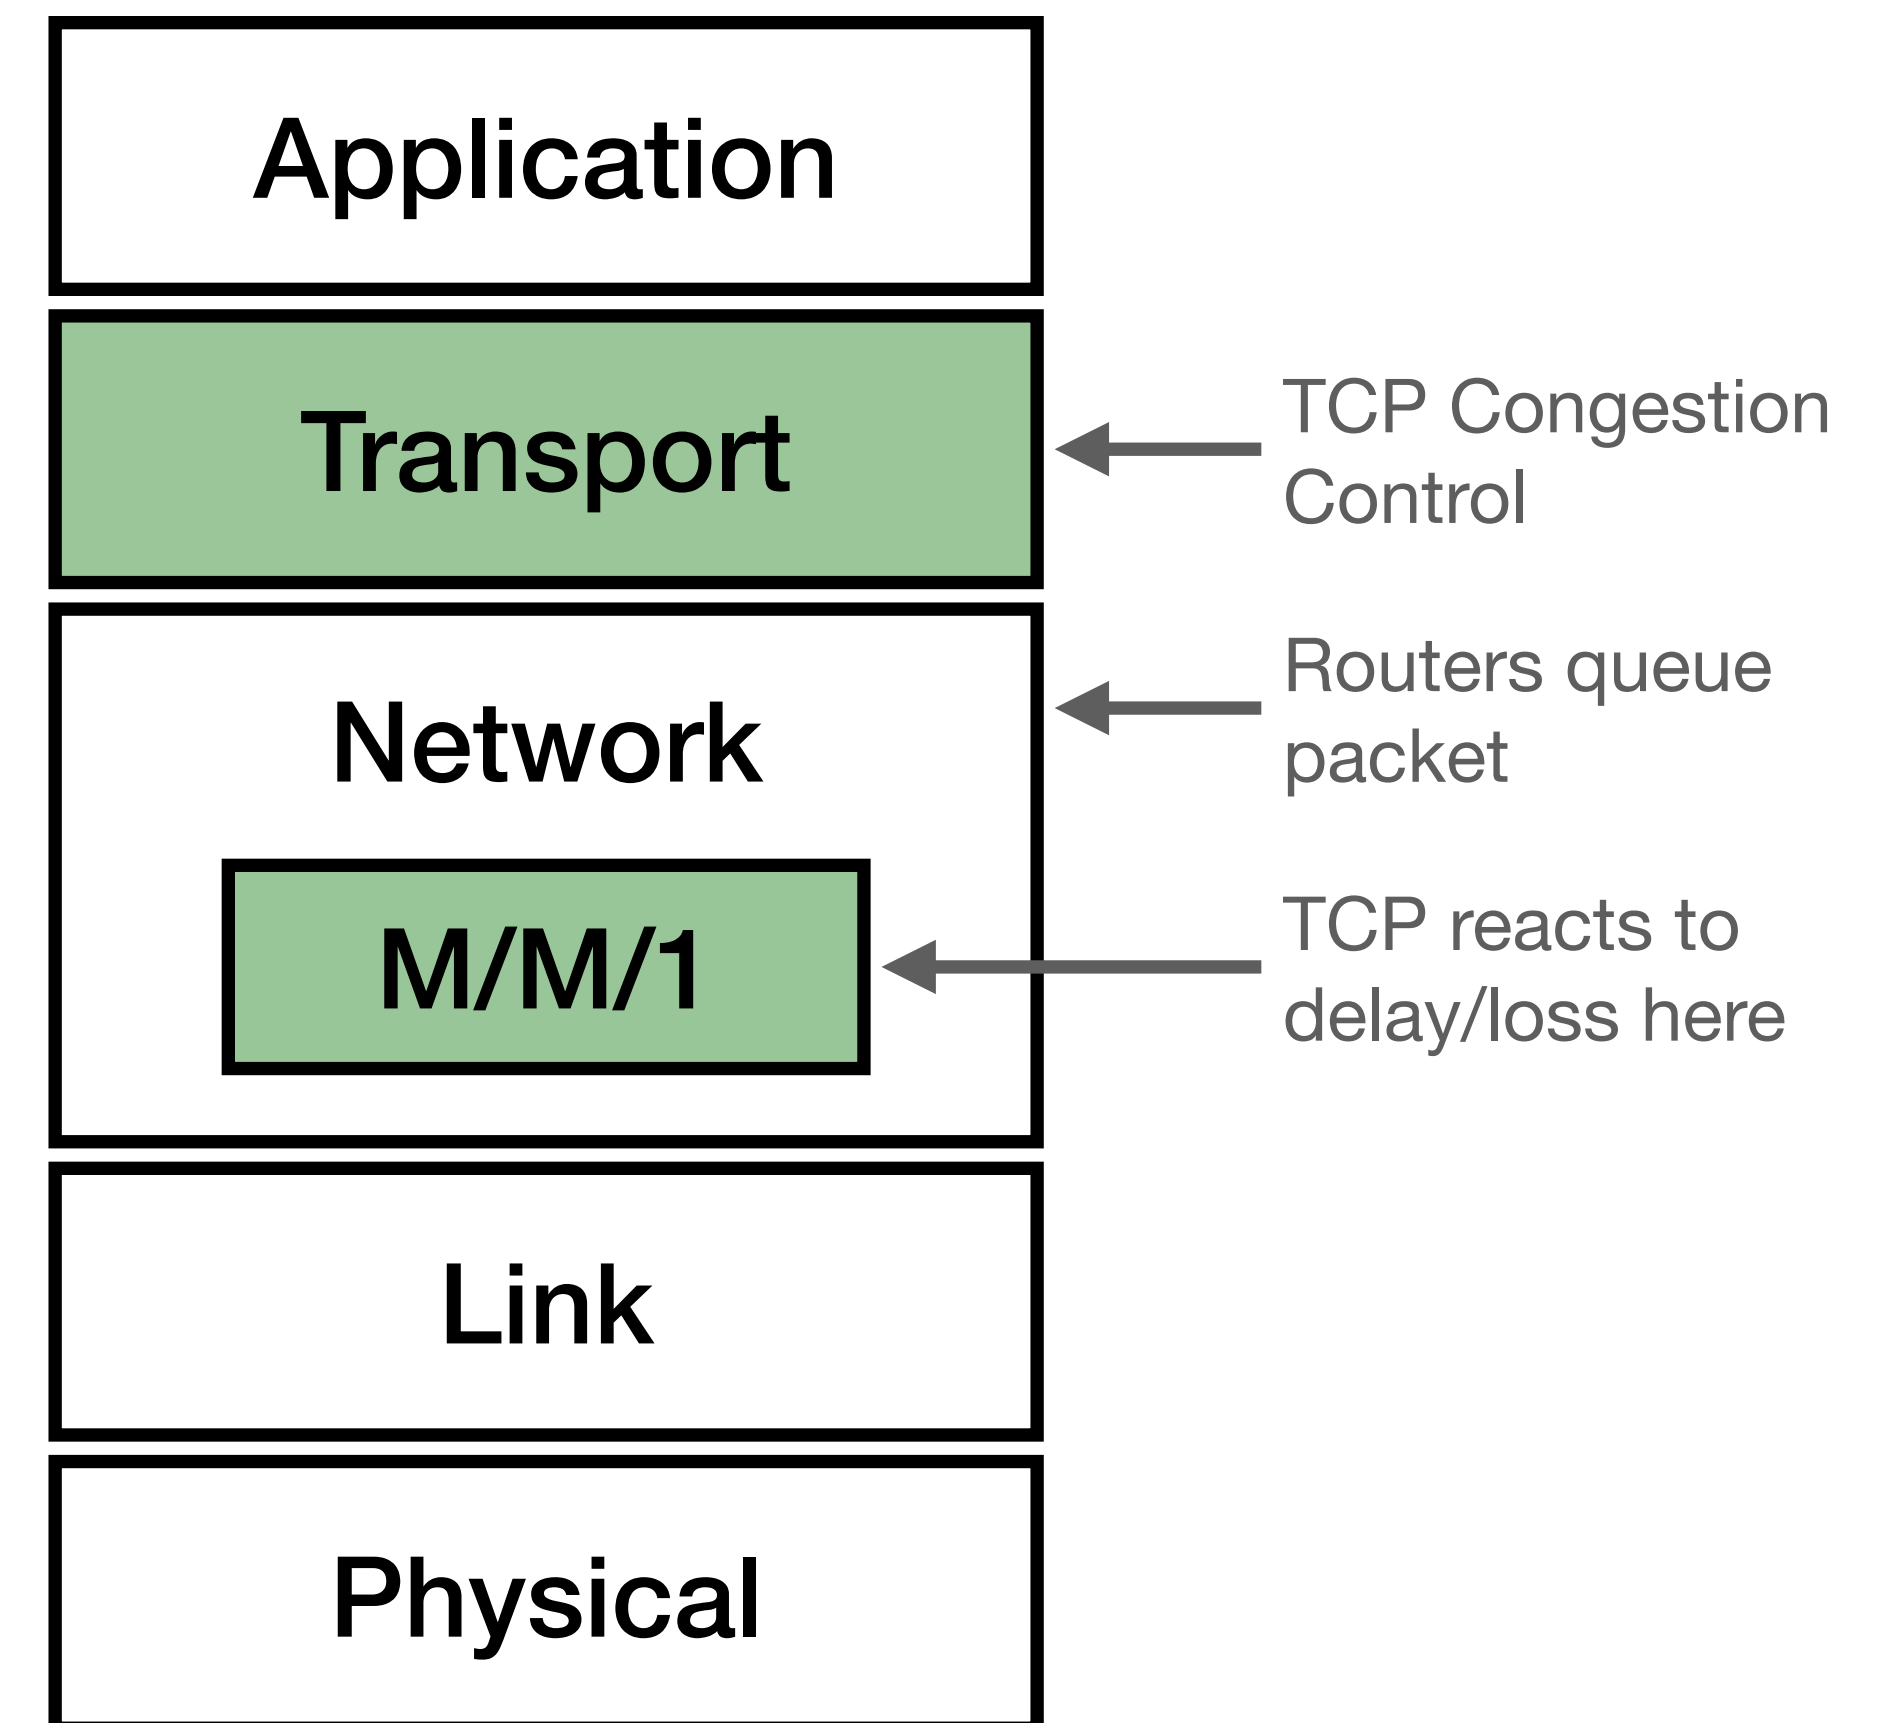 Application
Transport
TCP Congestion
Control
Network
Routers queue
packet
M/M/1
TCP reacts to
delay/loss here
Link
Physical